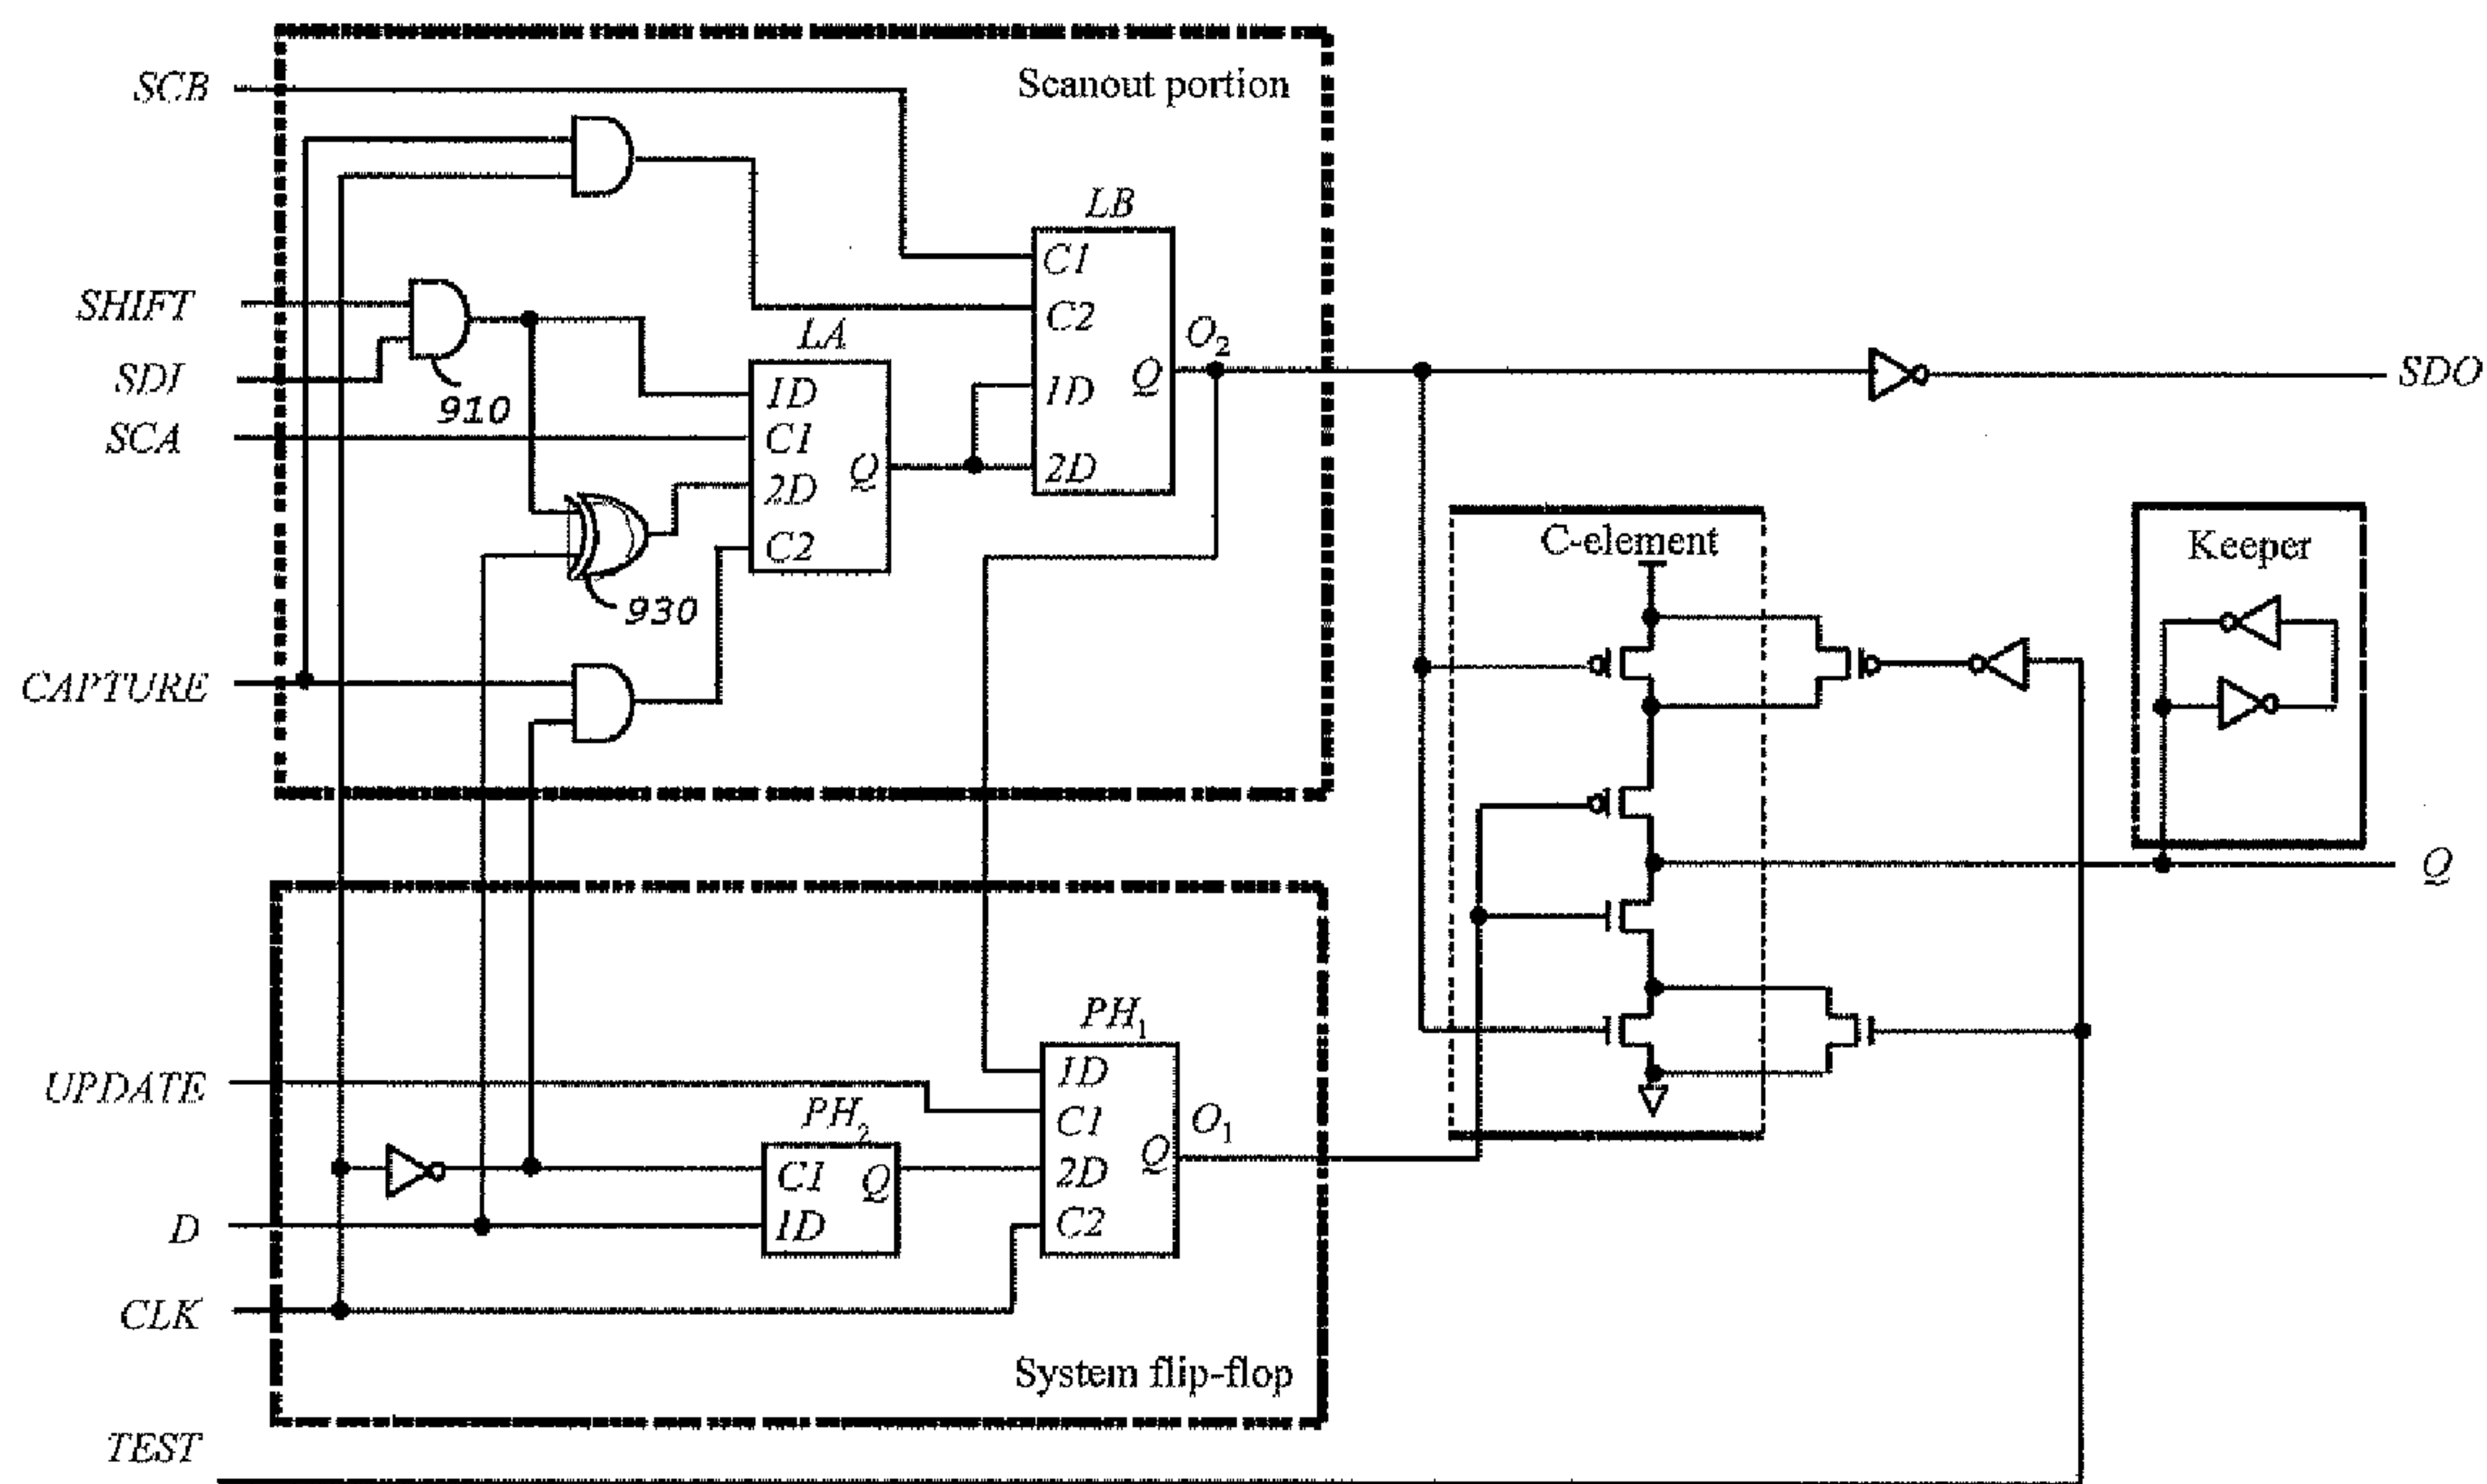 SCB
Scanout portion
LB
C1
SHIFT
C2
LA
O2
SDI
1D
Q
SDO
1D
910
SCA
C1
Q
2D
2D
C-element
Keeper
C2
930
CAPTURE
Q
PH1
UPDATE
1D
C1
PH2
O1
C1
Q
2D
Q
D
1D
C2
CLK
System flip-flop
TEST